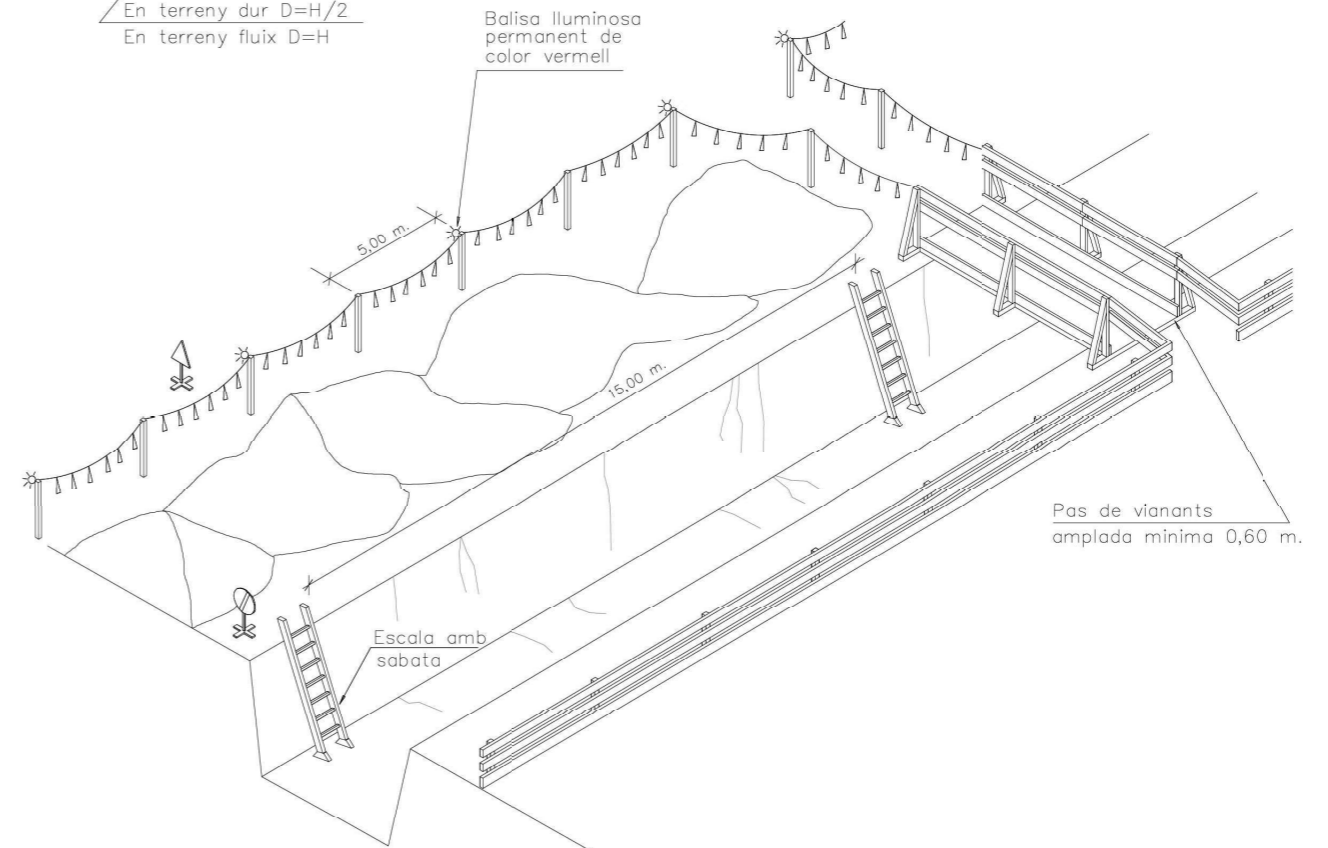 En terreny dur D=H/2
En terreny fluix D=H
Balisa lluminosa
permanent de
color vermell
5,00 m.
15,00 m.
Pas de vianants
amplada minima 0,60 m.
Escala amb
sabata